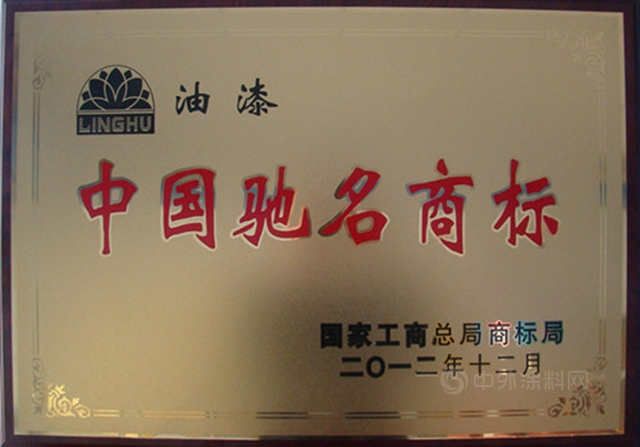 LINGHU
油漆
中国驰名商标
国家工商总局商标局
二〇一二年十二月
中外涂料网